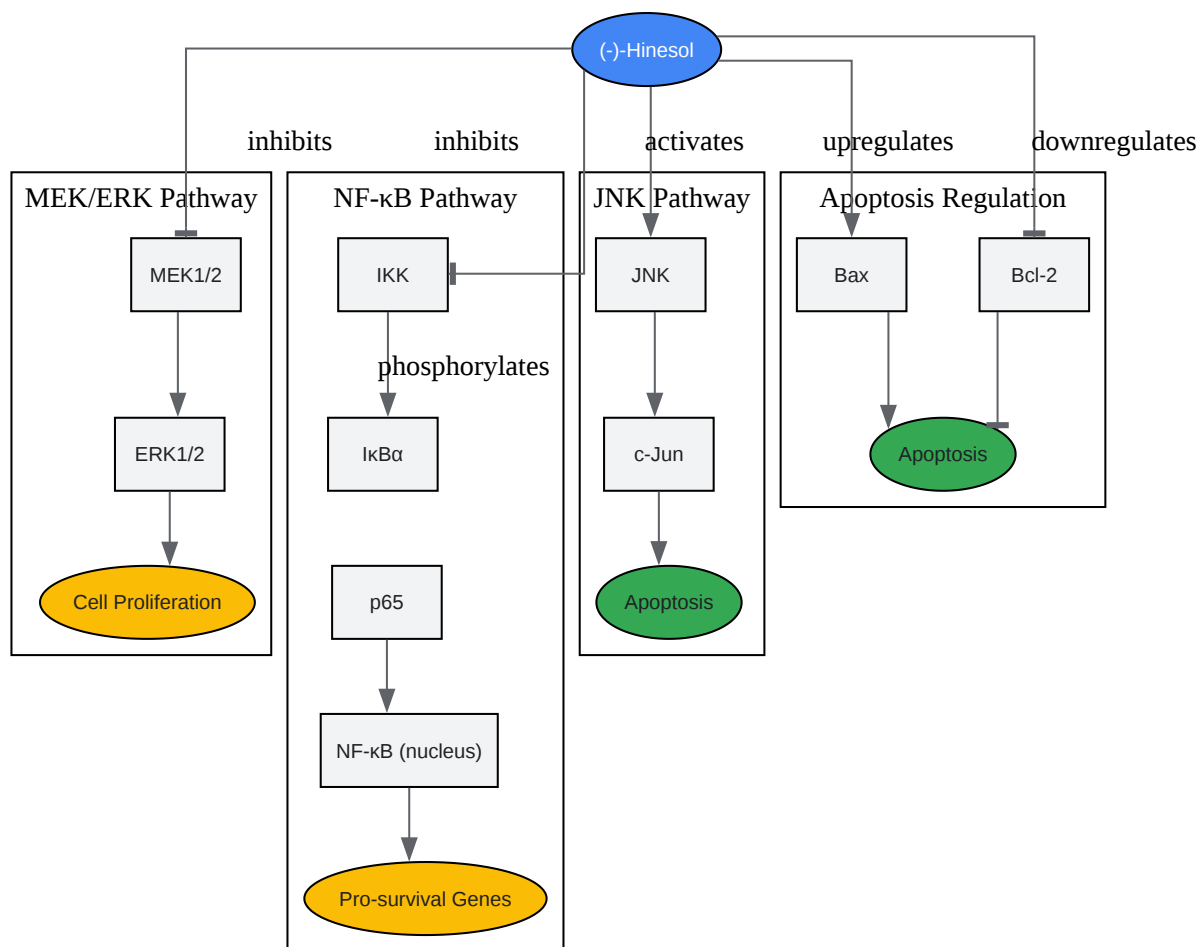 (-)-Hinesol
inhibits
inhibits
activates
upregulates
downregulates
MEK/ERK Pathway
NF-κB Pathway
JNK Pathway
Apoptosis Regulation
MEK1/2
IKK
JNK
Bax
Bcl-2
phosphorylates
ERK1/2
IκBα
c-Jun
Apoptosis
Cell Proliferation
p65
Apoptosis
NF-κB (nucleus)
Pro-survival Genes